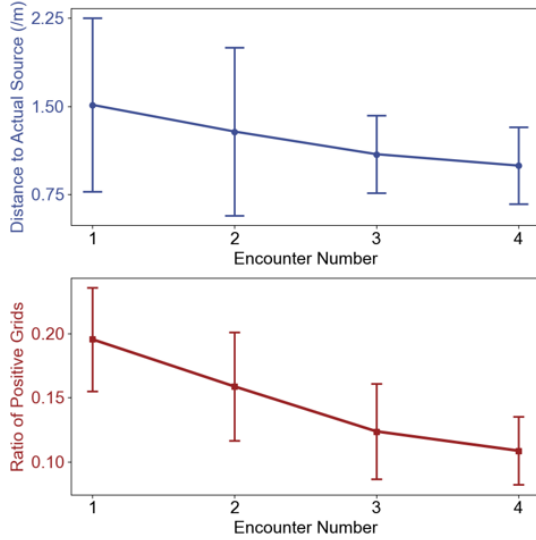 Distance to Actual Source (/m)
2.25
1.50
0.75
1 2 3 4
Encounter Number
Ratio of Positive Grids
0.20
0.15
0.10
1 2 3 4
Encounter Number